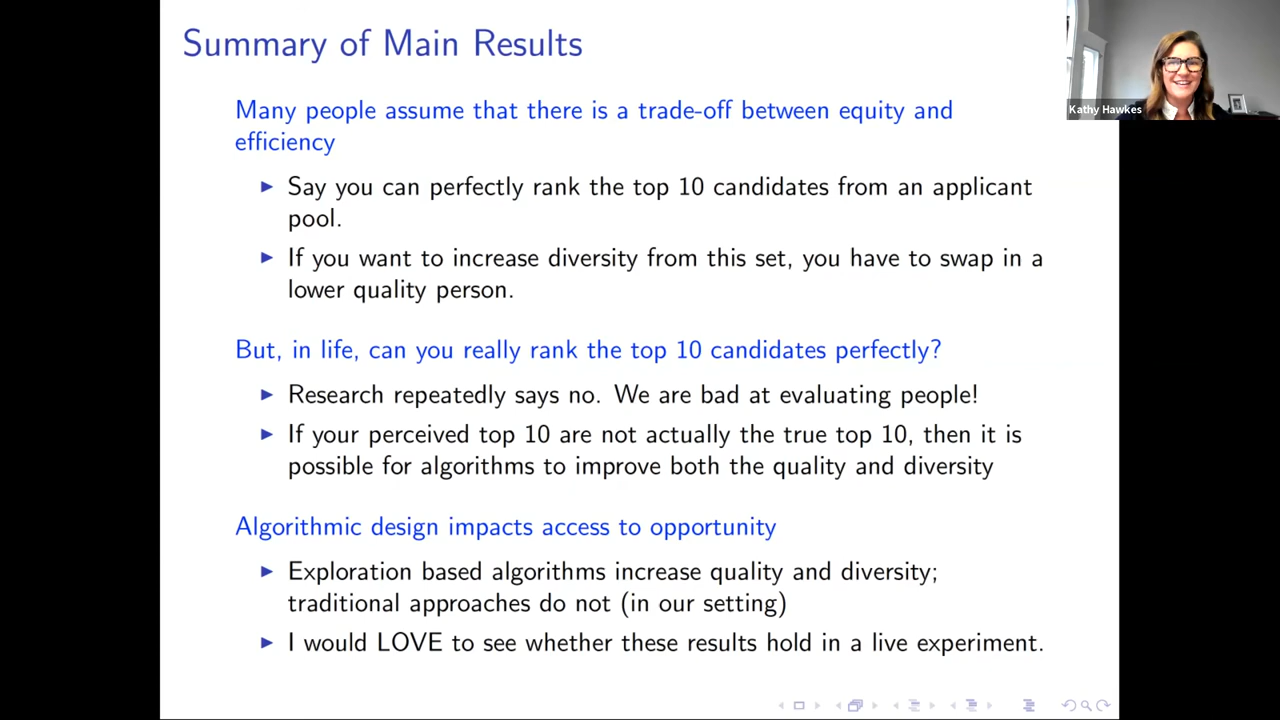 Summary of Main Results
Many people assume that there is a trade-off between equity and
efficiency
▶ Say you can perfectly rank the top 10 candidates from an applicant
pool.
▶ If you want to increase diversity from this set, you have to swap in a
lower quality person.
But, in life, can you really rank the top 10 candidates perfectly?
▶ Research repeatedly says no. We are bad at evaluating people!
▶ If your perceived top 10 are not actually the true top 10, then it is
possible for algorithms to improve both the quality and diversity
Algorithmic design impacts access to opportunity
▶ Exploration based algorithms increase quality and diversity;
traditional approaches do not (in our setting)
▶ I would LOVE to see whether these results hold in a live experiment.
Kathy Hawkes